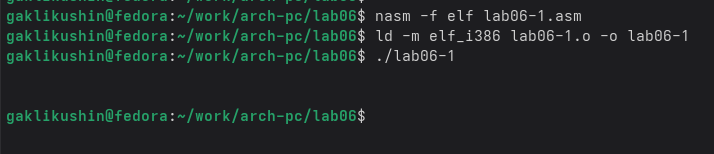 gaklikushin@fedora:~/work/arch-pc/lab06$ nasm -f elf lab06-1.asm
gaklikushin@fedora:~/work/arch-pc/lab06$ ld -m elf_i386 lab06-1.o -o lab06-1
gaklikushin@fedora:~/work/arch-pc/lab06$ ./lab06-1
gaklikushin@fedora:~/work/arch-pc/lab06$